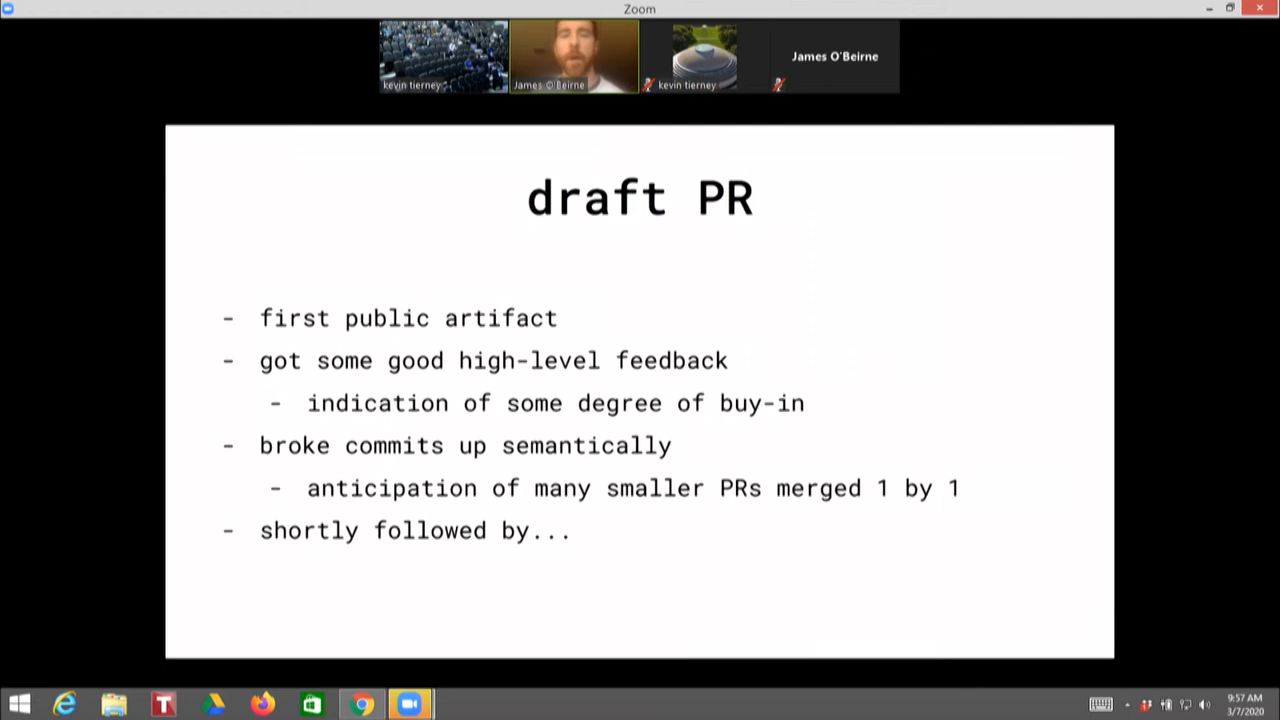 Zoom
kevin tierney
James O'Beirne
kevin tierney
James O'Beirne
draft PR
- first public artifact
- got some good high-level feedback
- indication of some degree of buy-in
- broke commits up semantically
- anticipation of many smaller PRs merged 1 by 1
- shortly followed by...
9:57 AM
3/7/2020